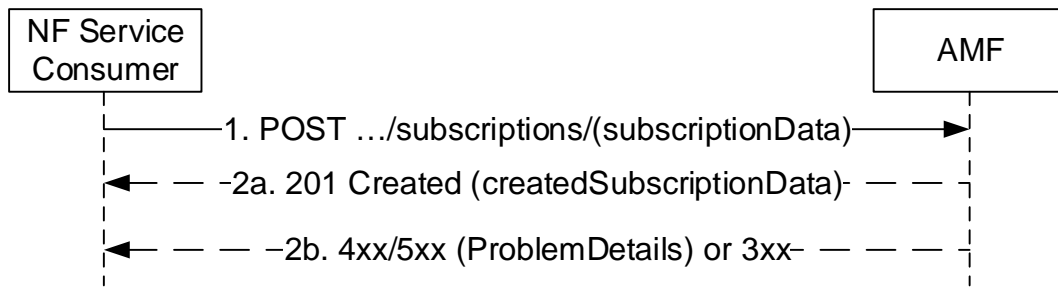 NF Service
Consumer
AMF
1. POST …/subscriptions/(subscriptionData)
2a. 201 Created (createdSubscriptionData)
2b. 4xx/5xx (ProblemDetails) or 3xx